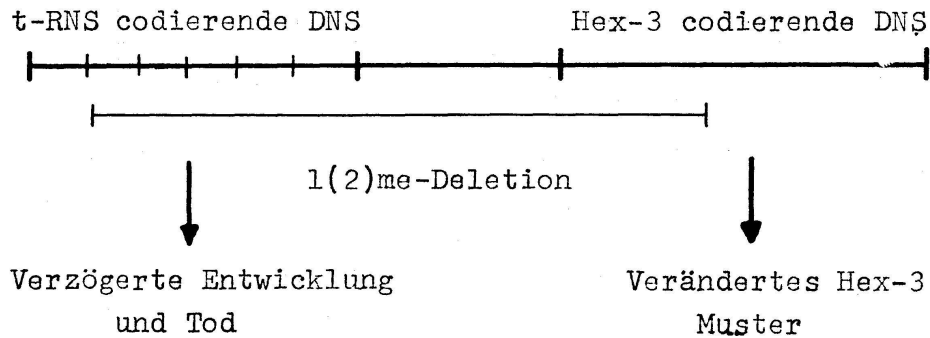 t-RNS codierende DNS
Hex-3 codierende DNS
l(2)me-Deletion
Verzögerte Entwicklung
und Tod
Verändertes Hex-3
Muster